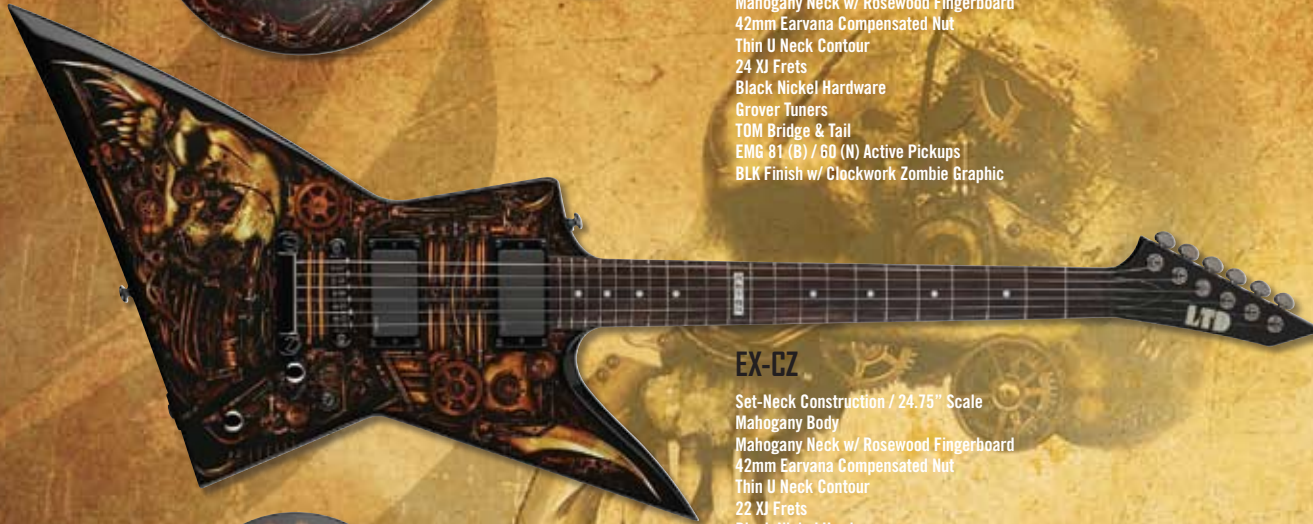 Mahogany Neck w/ Rosewood Fingerboard
42mm Earvana Compensated Nut
Thin U Neck Contour
24 XJ Frets
Black Nickel Hardware
Grover Tuners
TOM Bridge & Tail
EMG 81 (B) / 60 (N) Active Pickups
BLK Finish w/ Clockwork Zombie Graphic
LTD
EX-CZ
Set-Neck Construction / 24.75” Scale
Mahogany Body
Mahogany Neck w/ Rosewood Fingerboard
42mm Earvana Compensated Nut
Thin U Neck Contour
22 XJ Frets